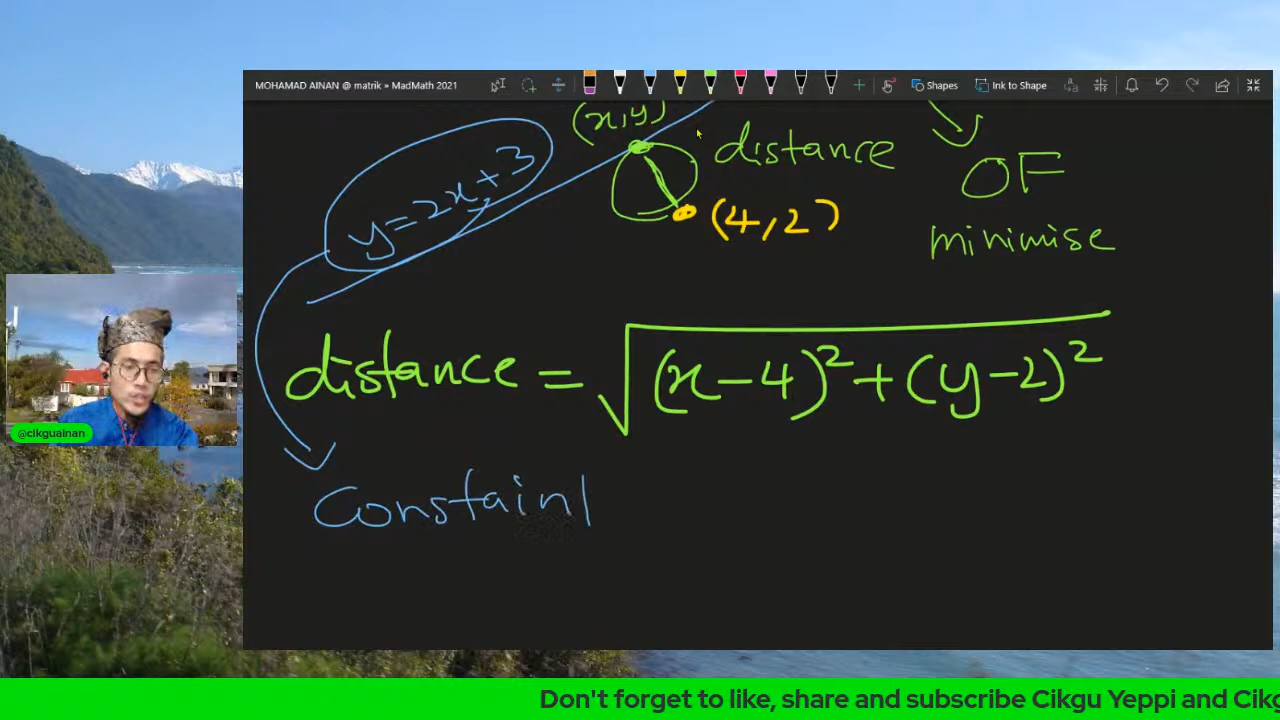 MOHAMAD AINAN @ matrik » MadMath 2021
Shapes
Ink to Shape
(x,y)
distance
OF
y=2x+3
(4,2)
minimise
distance = √(x-4)²+(y-2)²
@cikguainan
Constain
Don't forget to like, share and subscribe Cikgu Yeppi and Cikg